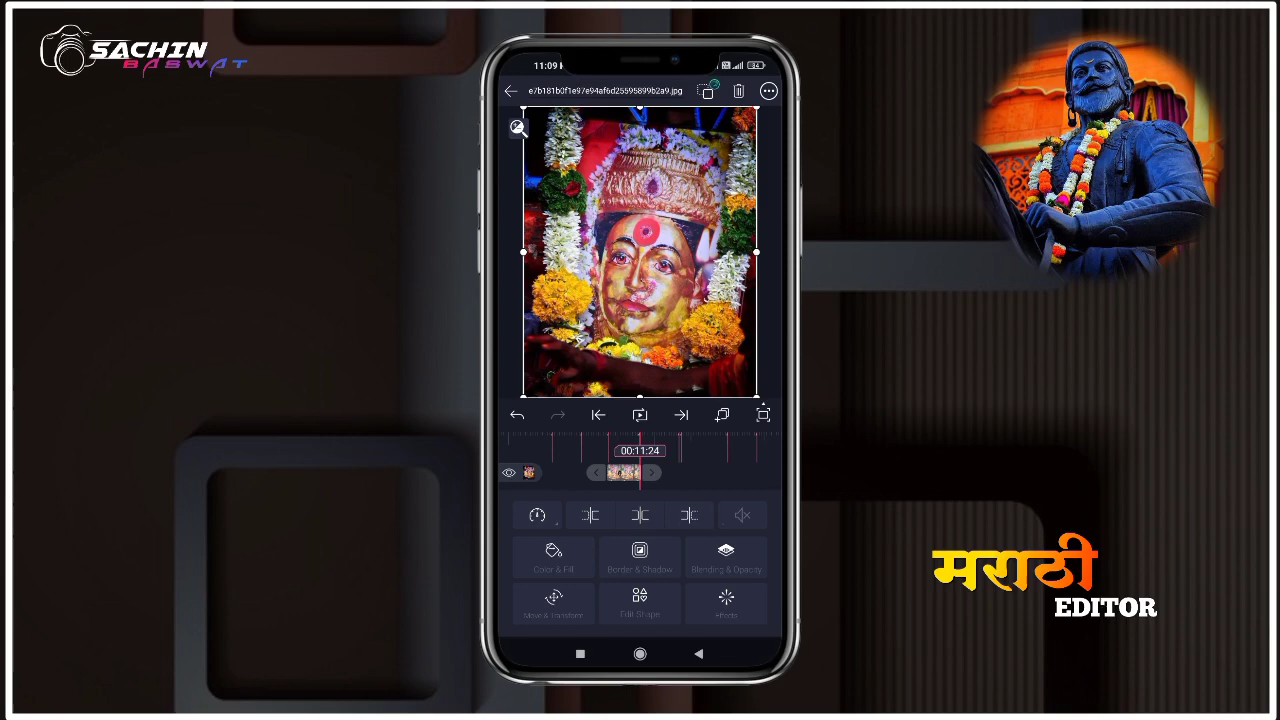 SACHIN
BASWAT
11:09
84
e7b181b0f1e97e94af6d25595899b2a9.jpg
00:11:24
Color & Fill
Border & Shadow
Blending & Opacity
Move & Transform
Edit Shape
Effects
मराठी
EDITOR